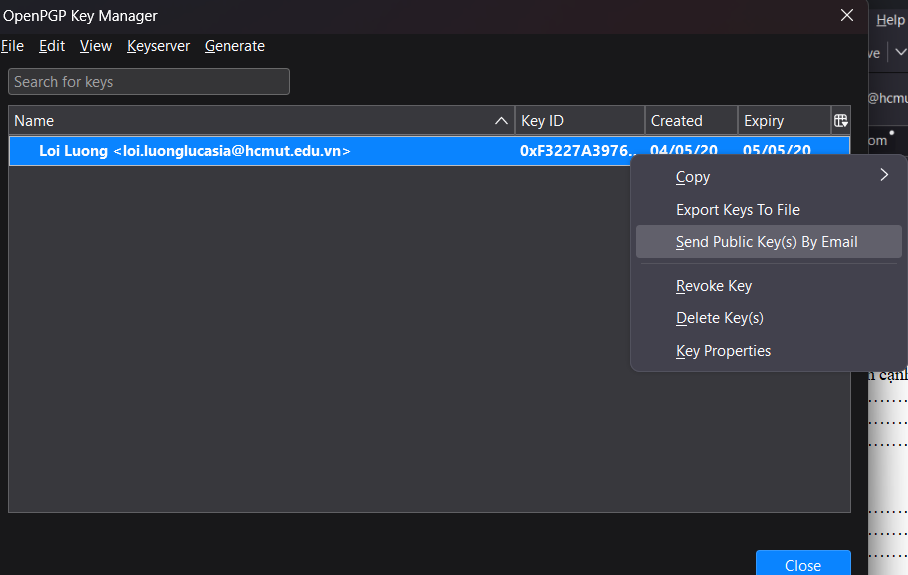 OpenPGP Key Manager
Help
File Edit View Keyserver Generate
ve
Search for keys
@hcmu
Name Key ID Created Expiry
om
Loi Luong <loi.luonglucasia@hcmut.edu.vn> 0xF3227A3976... 04/05/20 05/05/20
Copy
Export Keys To File
Send Public Key(s) By Email
Revoke Key
Delete Key(s)
Key Properties
Close